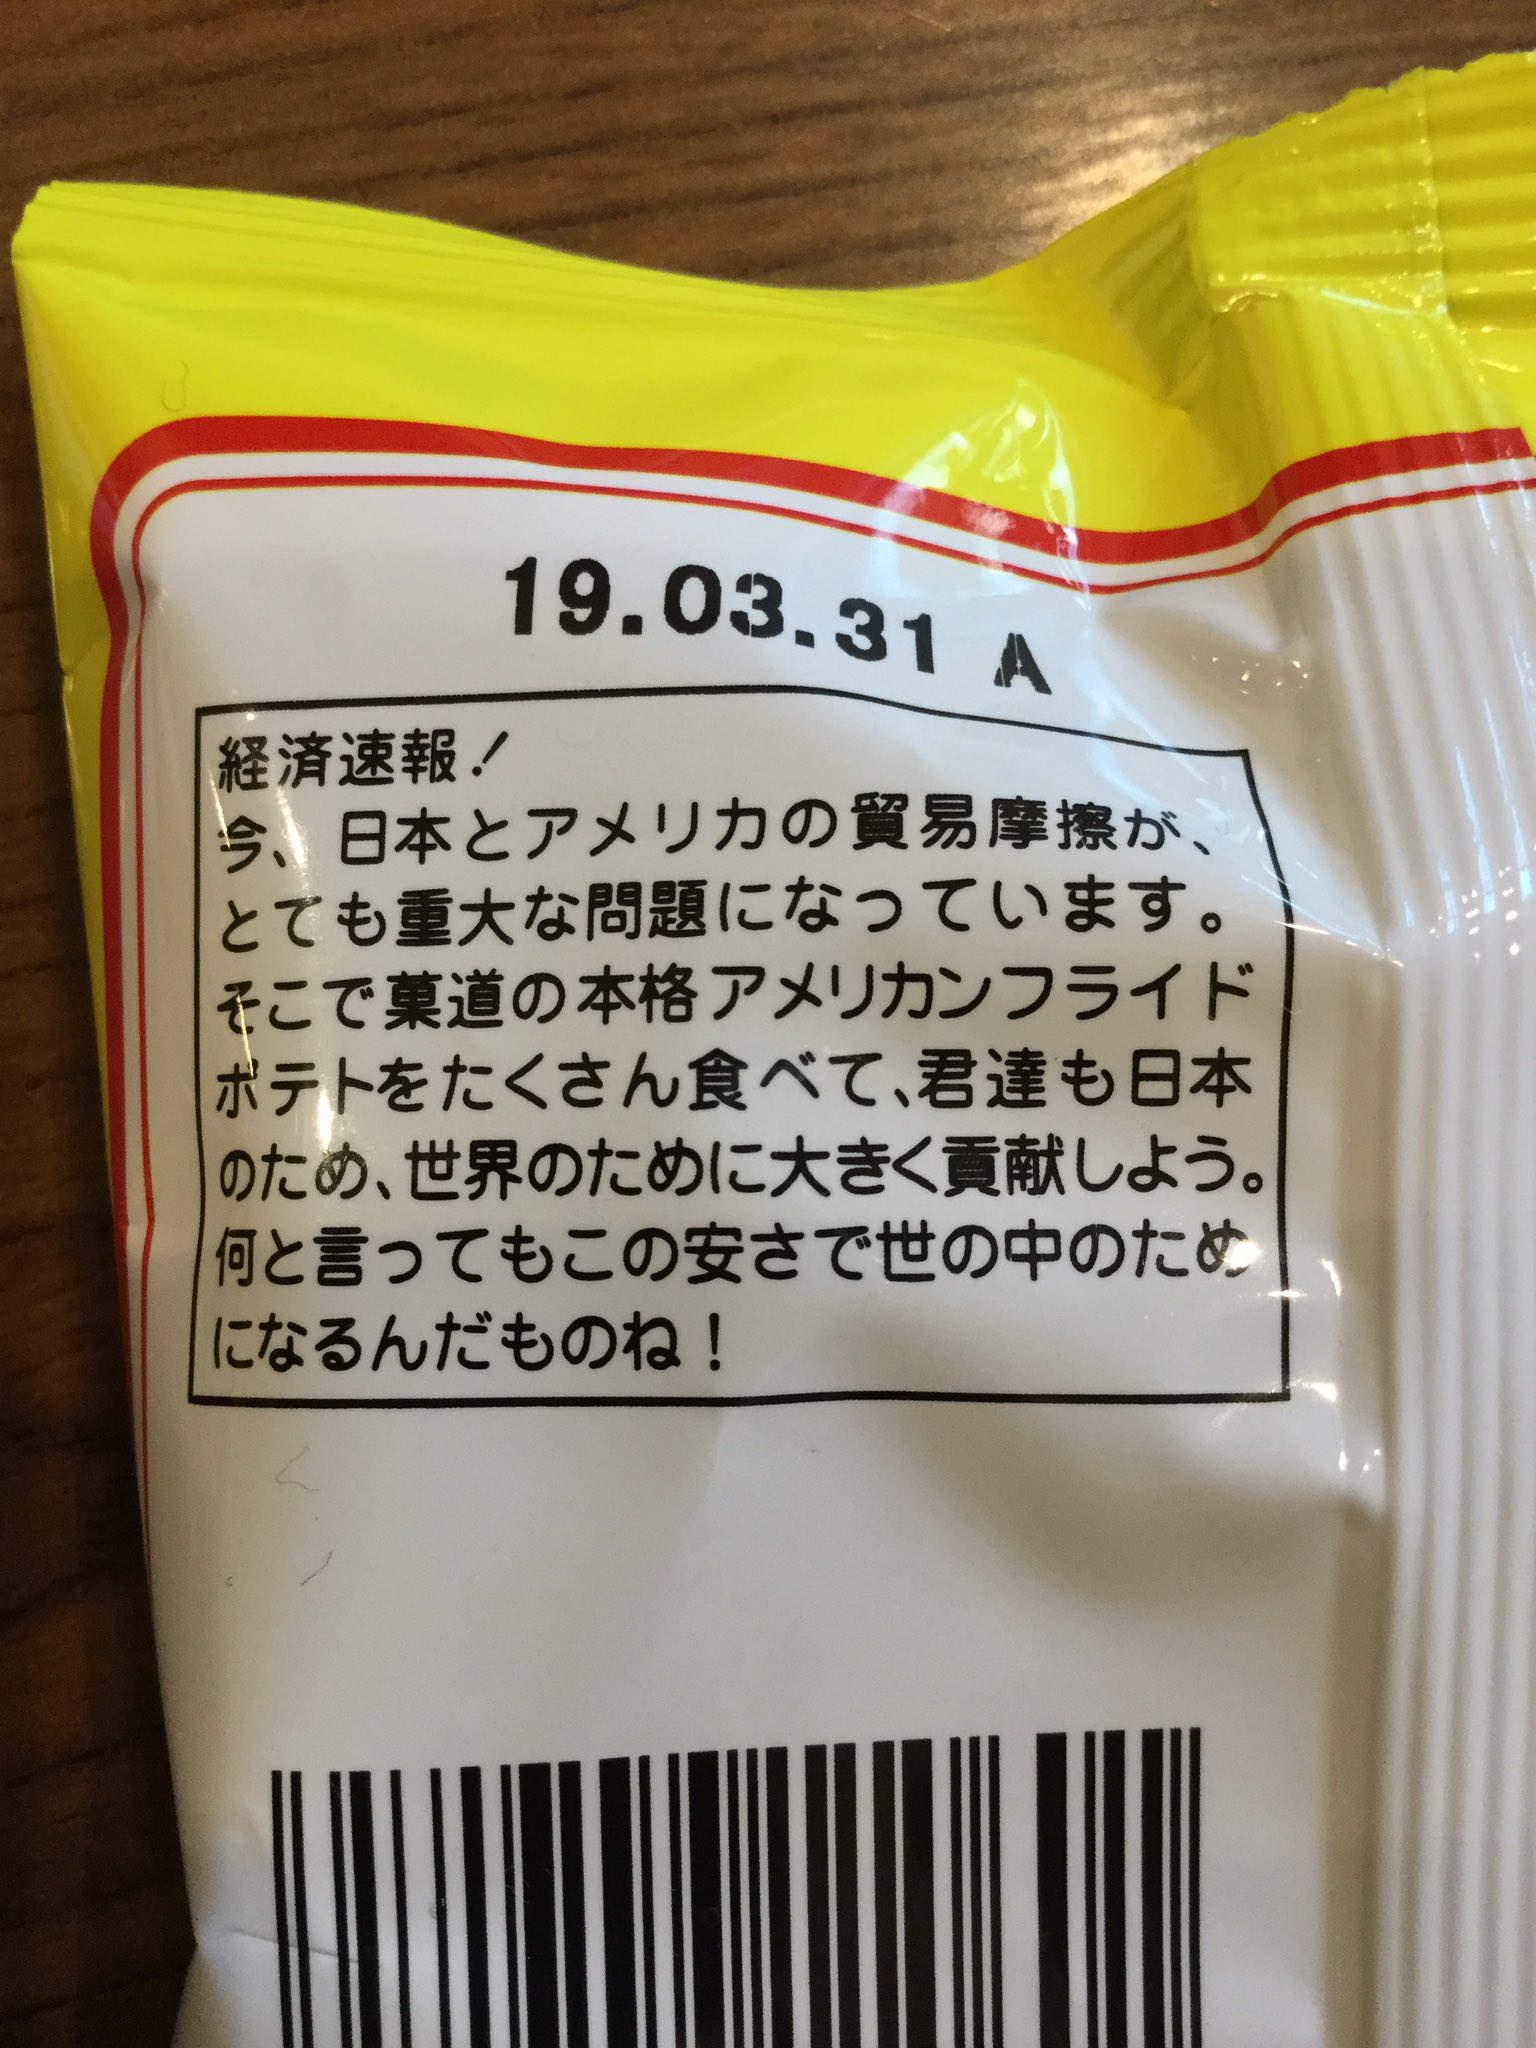 19.03.31 A
経済速報！
今、日本とアメリカの貿易摩擦が、
とても重大な問題になっています。
そこで菓道の本格アメリカンフライド
ポテトをたくさん食べて、君達も日本
のため、世界のために大きく貢献しよう。
何と言ってもこの安さで世の中のため
になるんだものね！